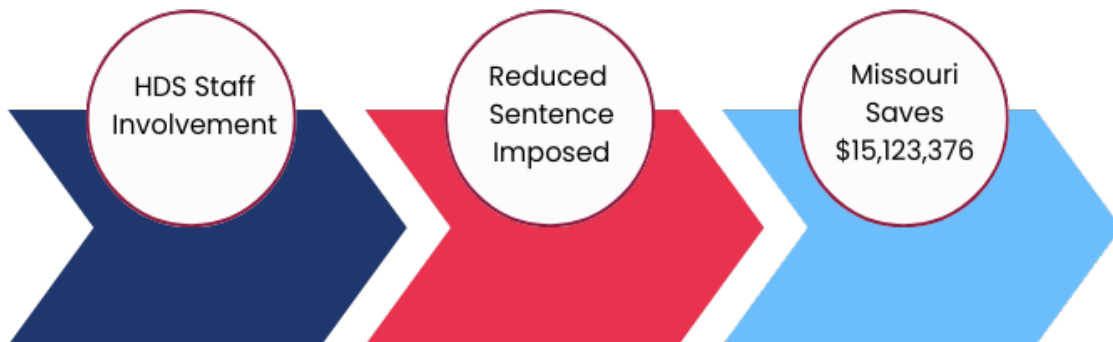 HDS Staff
Involvement
Reduced
Sentence
Imposed
Missouri
Saves
$15,123,376